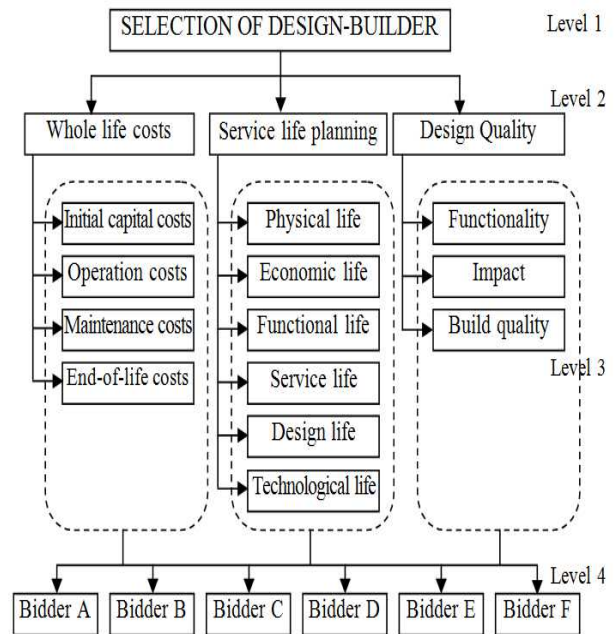 SELECTION OF DESIGN-BUILDER
Level 1
Level 2
Whole life costs
Service life planning
Design Quality
Initial capital costs
Operation costs
Maintenance costs
End-of-life costs
Physical life
Economic life
Functional life
Service life
Design life
Technological life
Functionality
Impact
Build quality
Level 3
Level 4
Bidder A
Bidder B
Bidder C
Bidder D
Bidder E
Bidder F